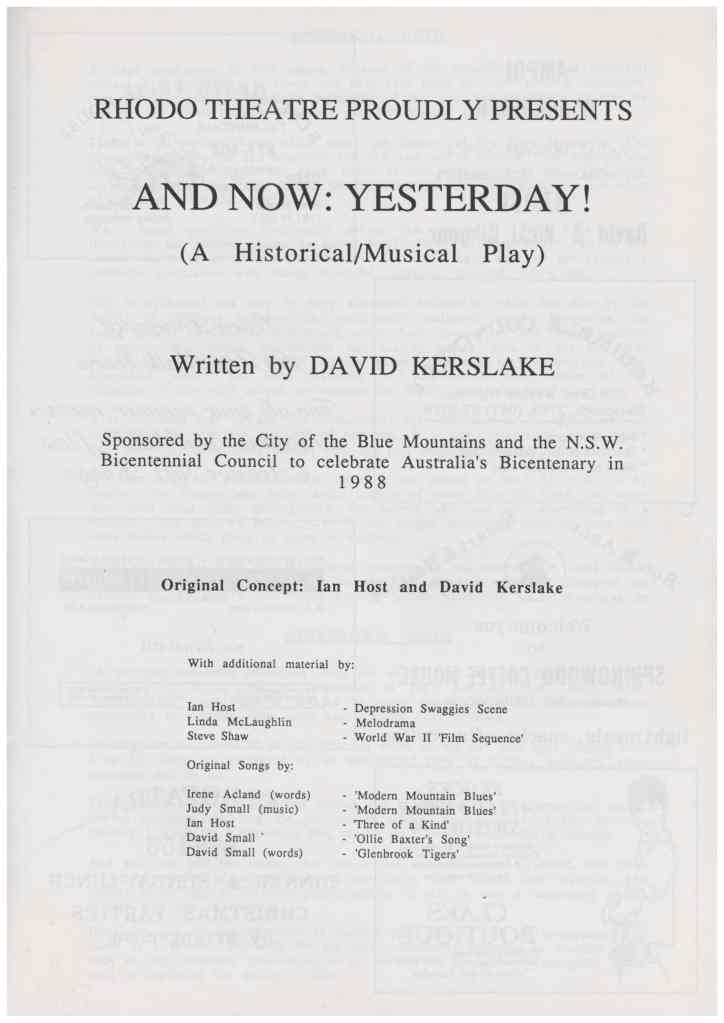 RHODO THEATRE PROUDLY PRESENTS
AND NOW: YESTERDAY!
(A Historical/Musical Play)
Written by DAVID KERSLAKE
Sponsored by the City of the Blue Mountains and the N.S.W.
Bicentennial Council to celebrate Australia's Bicentenary in
1988
Original Concept: Ian Host and David Kerslake
With additional material by:
Ian Host - Depression Swaggies Scene
Linda McLaughlin - Melodrama
Steve Shaw - World War II 'Film Sequence'
Original Songs by:
Irene Acland (words) - 'Modern Mountain Blues'
Judy Small (music) - 'Modern Mountain Blues'
Ian Host - 'Three of a Kind'
David Small - 'Ollie Baxter's Song'
David Small (words) - 'Glenbrook Tigers'